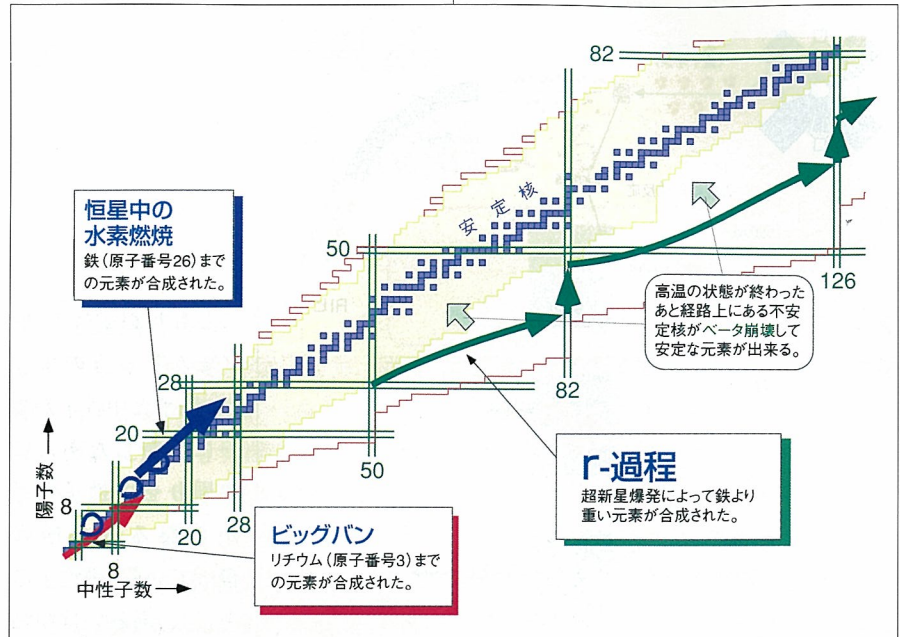 82
安定核
恒星中の
水素燃焼
鉄(原子番号26)まで
の元素が合成された。
50
126
高温の状態が終わった
あと経路上にある不安
定核がベータ崩壊して
安定な元素が出来る。
28
82
20
50
r-過程
超新星爆発によって鉄より
重い元素が合成された。
陽子数
8
20
28
ビッグバン
リチウム(原子番号3)まで
の元素が合成された。
8
中性子数